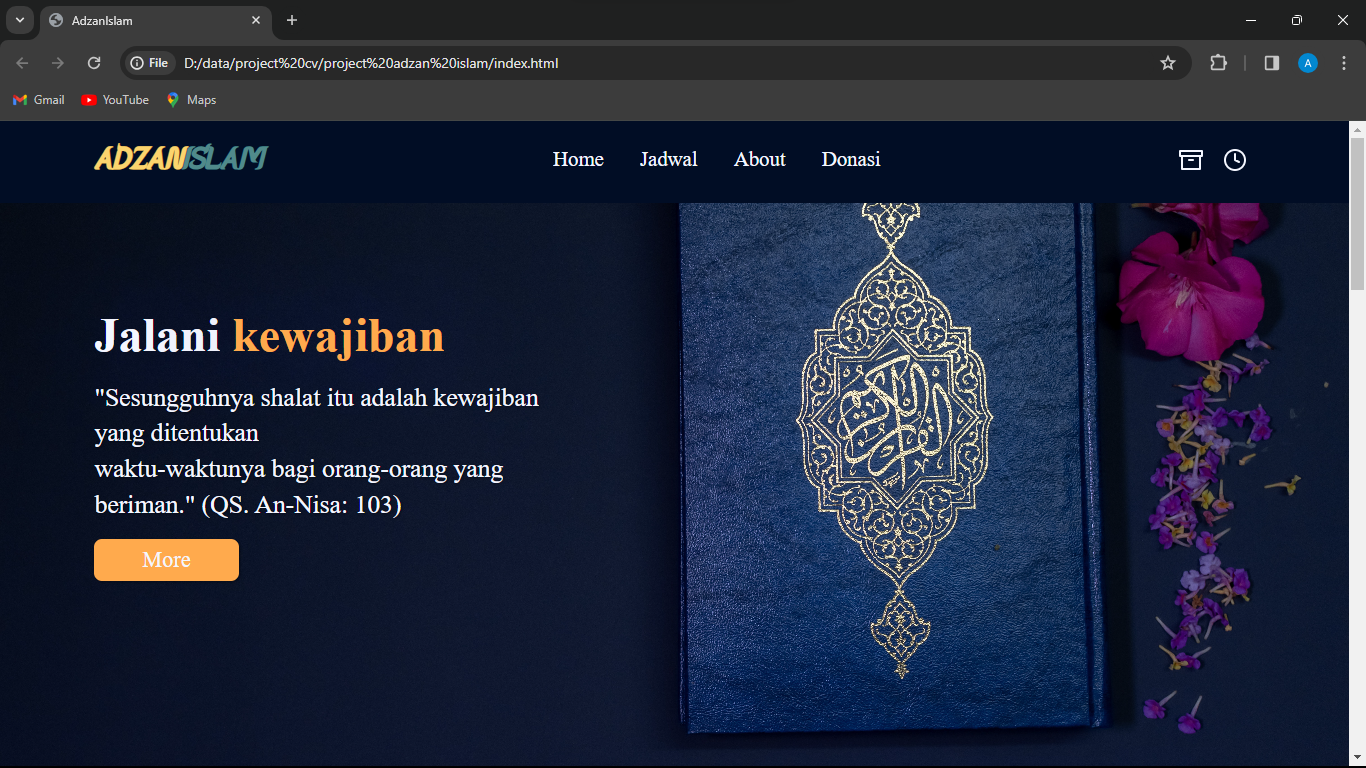 AdzanIslam
File
D:/data/project%20cv/project%20adzan%20islam/index.html
A
Gmail
YouTube
Maps
ADZANISLAM
Home
Jadwal
About
Donasi
Jalani kewajiban
"Sesungguhnya shalat itu adalah kewajiban
yang ditentukan
waktu-waktunya bagi orang-orang yang
beriman." (QS. An-Nisa: 103)
More